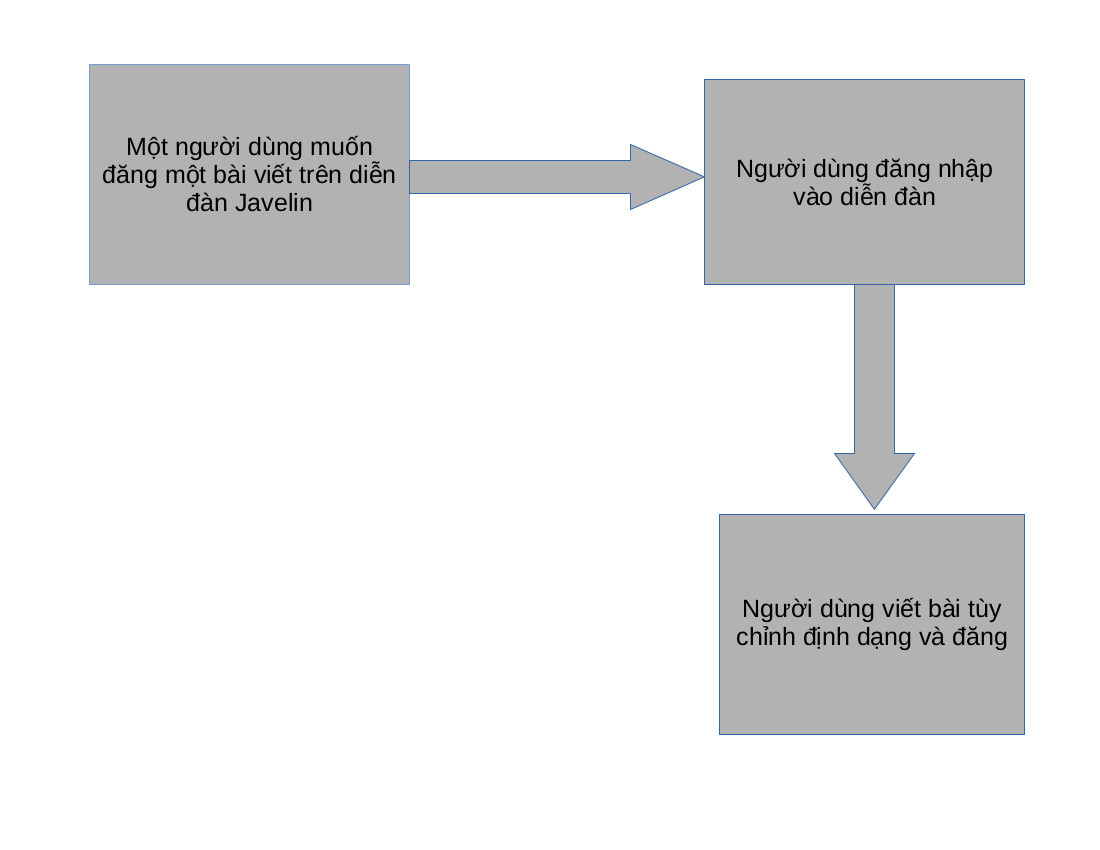 Một người dùng muốn
đăng một bài viết trên diễn
đàn Javelin
Người dùng đăng nhập
vào diễn đàn
Người dùng viết bài tùy
chỉnh định dạng và đăng